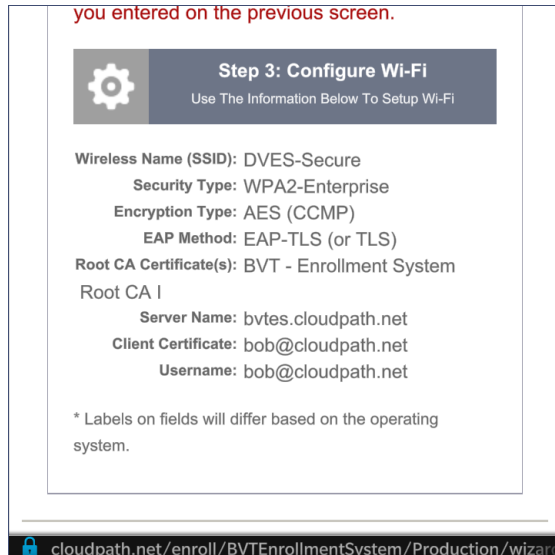 you entered on the previous screen.
Step 3: Configure Wi-Fi
Use The Information Below To Setup Wi-Fi
Wireless Name (SSID): DVES-Secure
Security Type: WPA2-Enterprise
Encryption Type: AES (CCMP)
EAP Method: EAP-TLS (or TLS)
Root CA Certificate(s): BVT - Enrollment System
Root CA I
Server Name: bvtes.cloudpath.net
Client Certificate: bob@cloudpath.net
Username: bob@cloudpath.net
* Labels on fields will differ based on the operating
system.
cloudpath.net/enroll/BVTEnrollmentSystem/Production/wizard